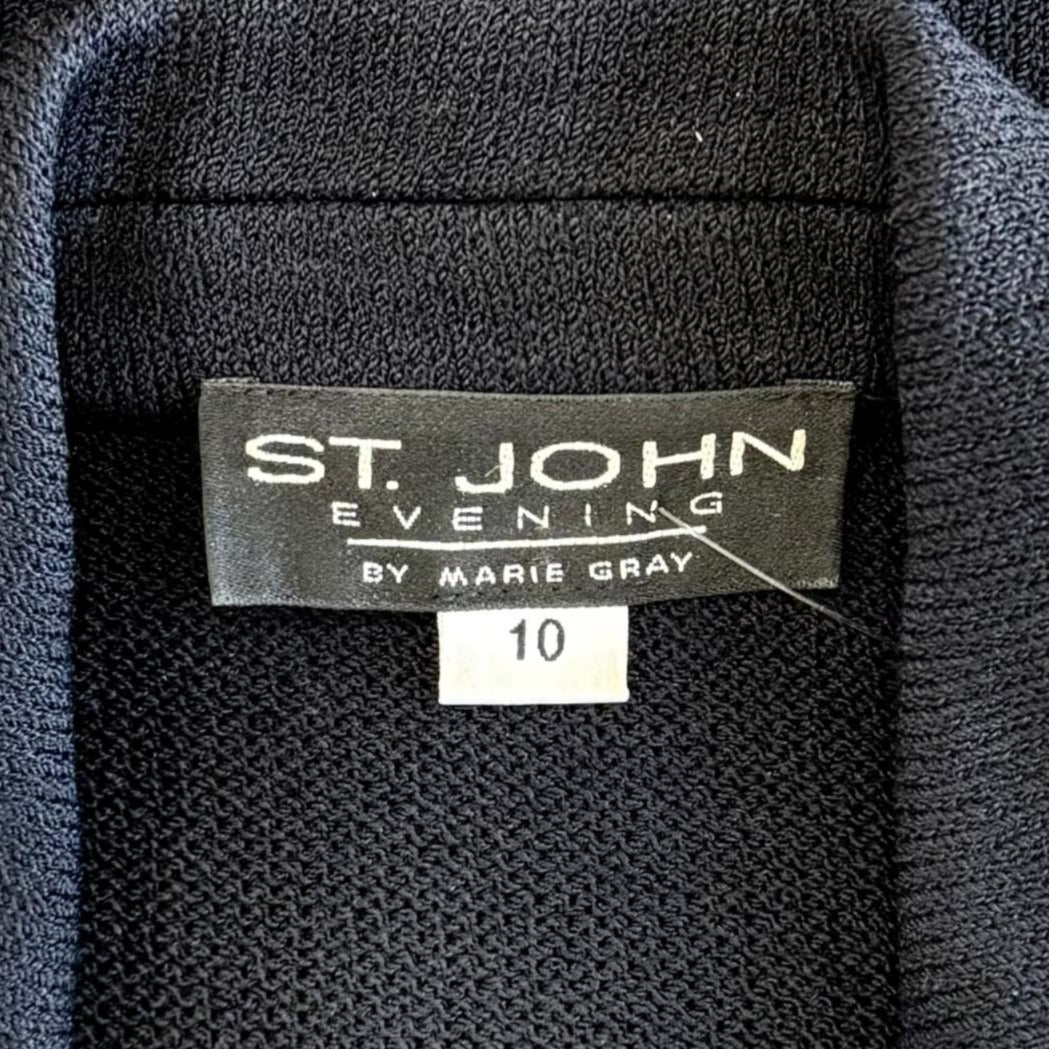 ST. JOHN
EVENING
BY MARIE GRAY
10